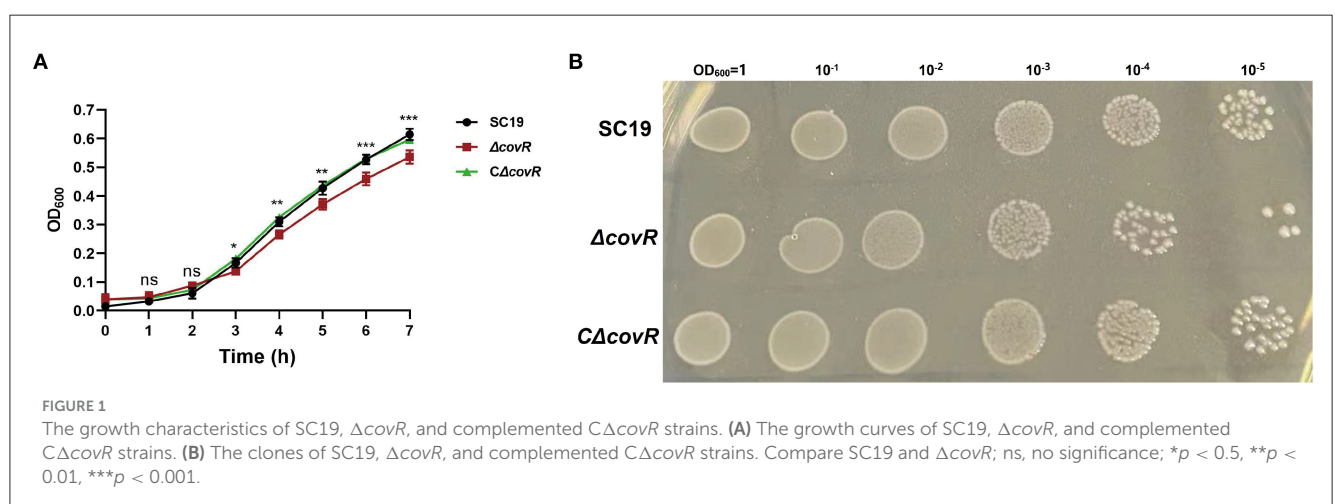 A
0.7
0.6
0.5
0.4
0.3
0.2
0.1
0.0
OD600
0 1 2 3 4 5 6 7
Time (h)
ns
ns
*
**
**
***
***
SC19
ΔcovR
CΔcovR
B
OD600=1 10-1 10-2 10-3 10-4 10-5
SC19
ΔcovR
CΔcovR
FIGURE 1
The growth characteristics of SC19, ΔcovR, and complemented CΔcovR strains. (A) The growth curves of SC19, ΔcovR, and complemented
CΔcovR strains. (B) The clones of SC19, ΔcovR, and complemented CΔcovR strains. Compare SC19 and ΔcovR; ns, no significance; *p < 0.5, **p <
0.01, ***p < 0.001.